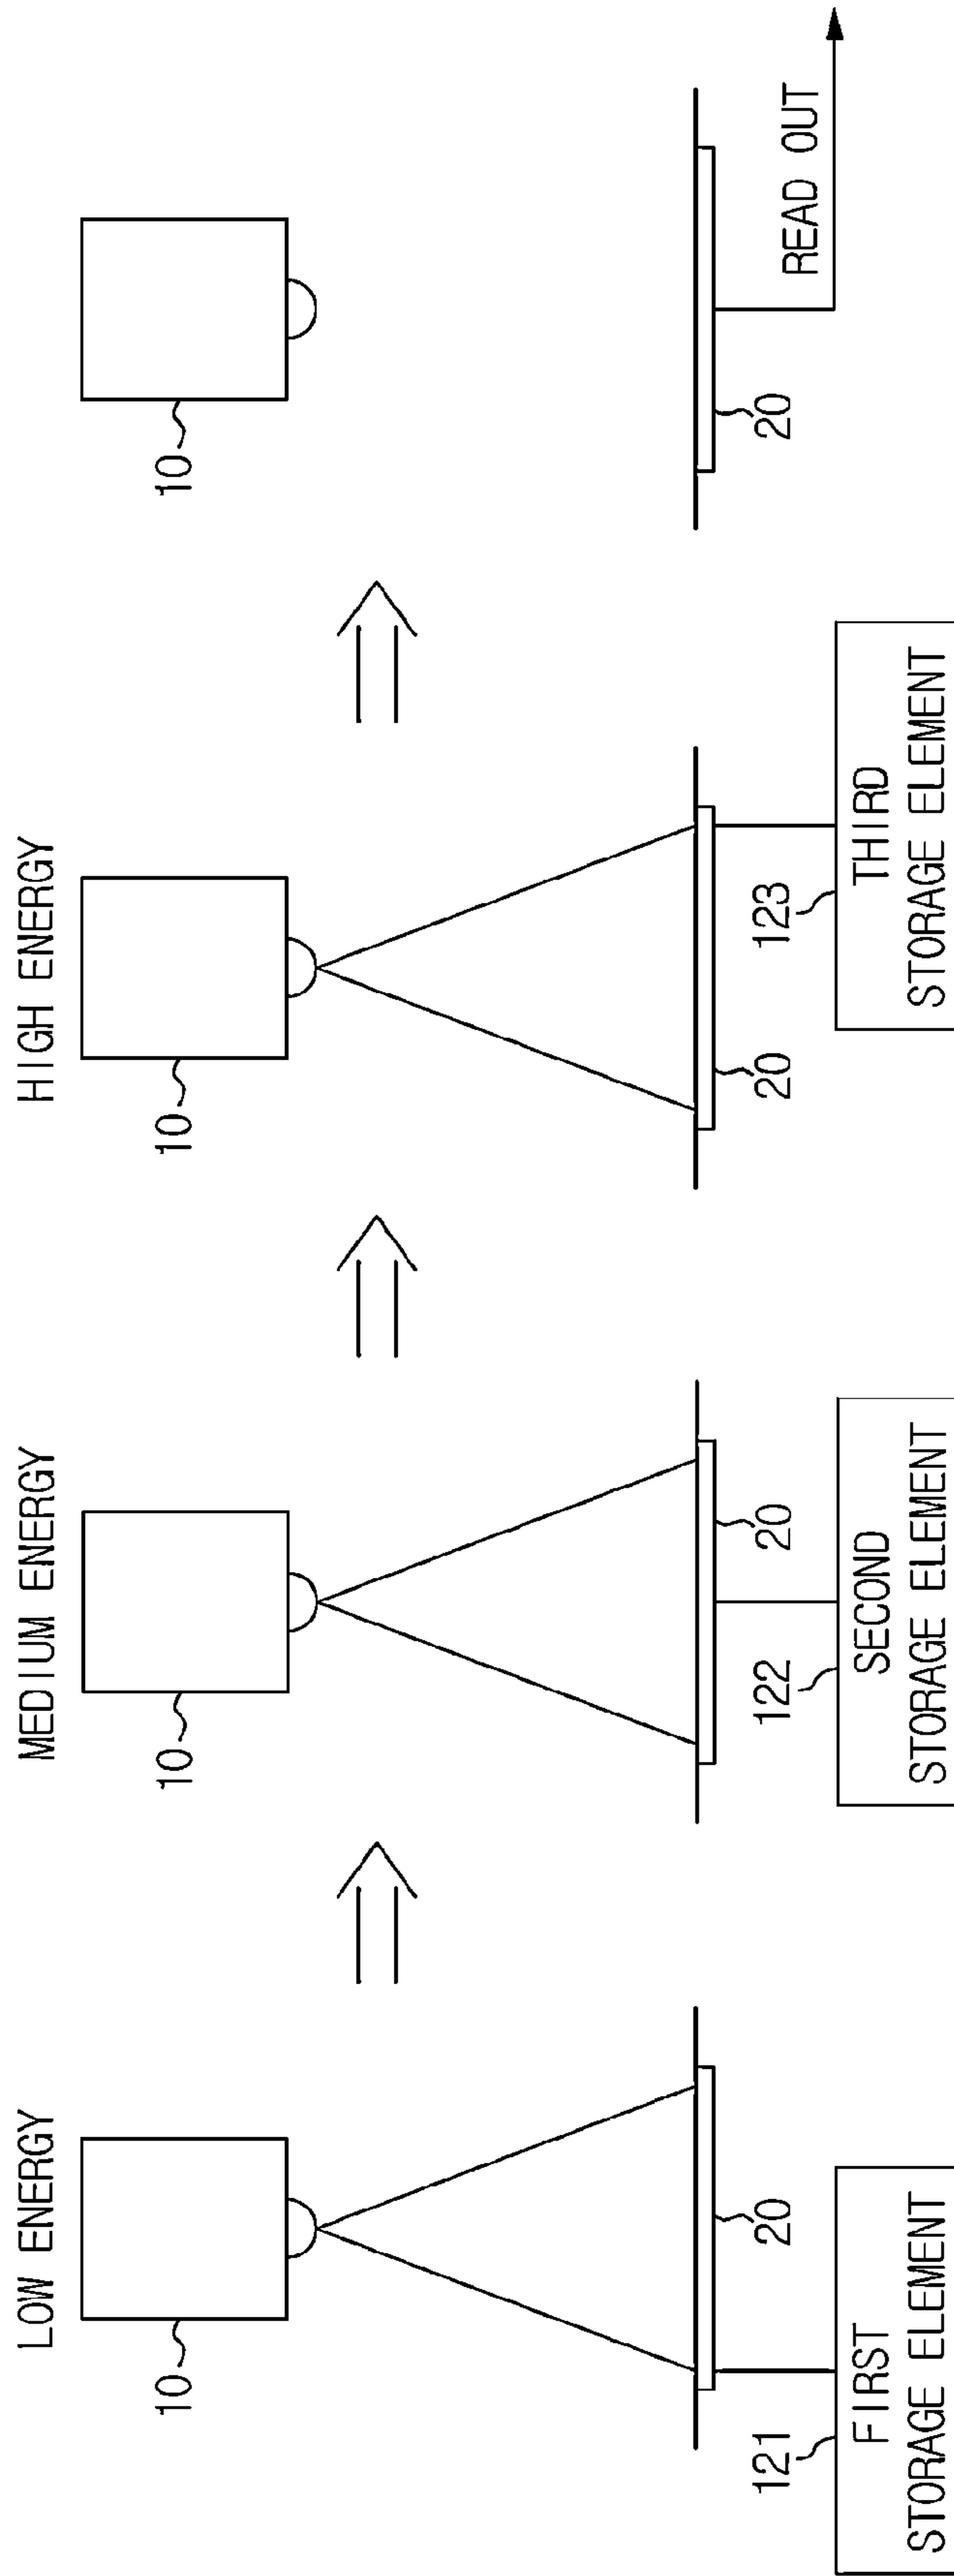 LOW ENERGY
10
20
121
FIRST
STORAGE ELEMENT
MEDIUM ENERGY
10
20
122
SECOND
STORAGE ELEMENT
HIGH ENERGY
10
20
123
THIRD
STORAGE ELEMENT
10
20
READ OUT